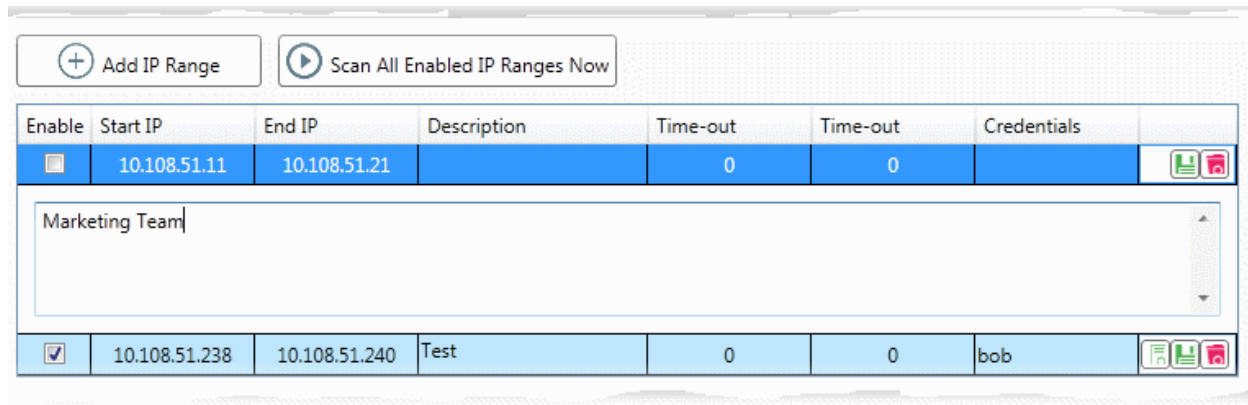 Add IP Range Scan All Enabled IP Ranges Now
Enable Start IP End IP Description Time-out Time-out Credentials
10.108.51.11 10.108.51.21 0 0
Marketing Team
10.108.51.238 10.108.51.240 Test 0 0 bob